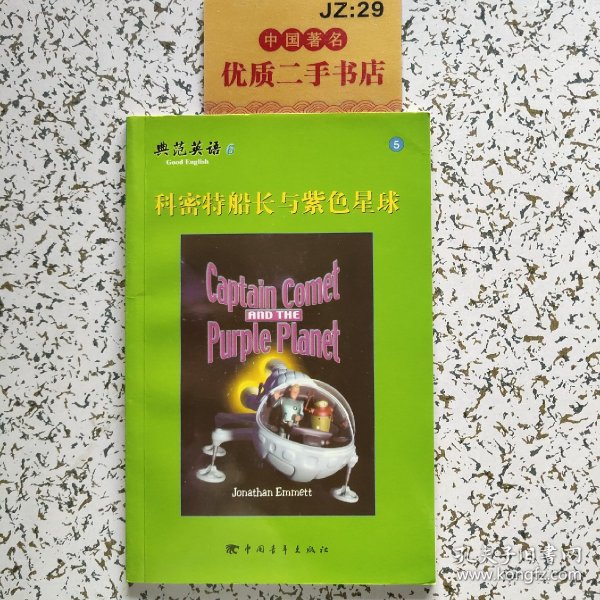 JZ:29
中国著名
优质二手书店
典范英语6
Good English
5
科密特船长与紫色星球
Captain Comet
AND THE
Purple Planet
Jonathan Emmett
中国青年出版社
孔夫子旧书网
www.kongfz.com